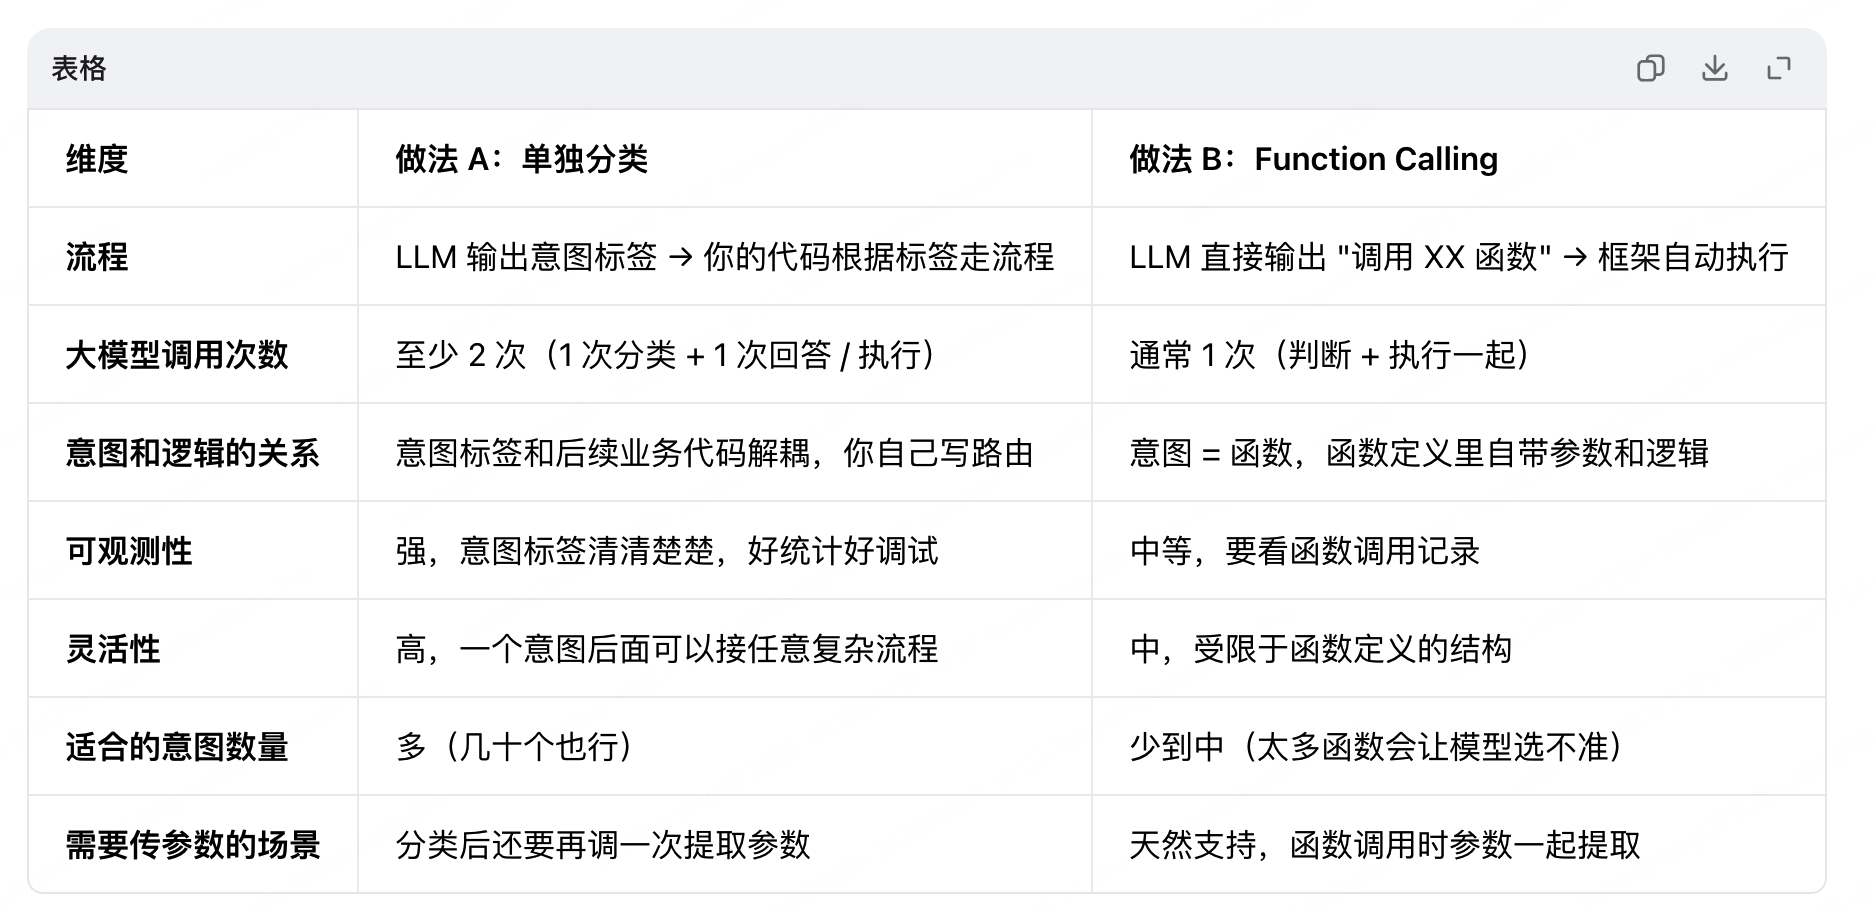 表格
维度 做法 A：单独分类 做法 B：Function Calling
流程 LLM 输出意图标签 → 你的代码根据标签走流程 LLM 直接输出 "调用 XX 函数" → 框架自动执行
大模型调用次数 至少 2 次（1 次分类 + 1 次回答 / 执行） 通常 1 次（判断 + 执行一起）
意图和逻辑的关系 意图标签和后续业务代码解耦，你自己写路由 意图 = 函数，函数定义里自带参数和逻辑
可观测性 强，意图标签清清楚楚，好统计好调试 中等，要看函数调用记录
灵活性 高，一个意图后面可以接任意复杂流程 中，受限于函数定义的结构
适合的意图数量 多（几十个也行） 少到中（太多函数会让模型选不准）
需要传参数的场景 分类后还要再调一次提取参数 天然支持，函数调用时参数一起提取